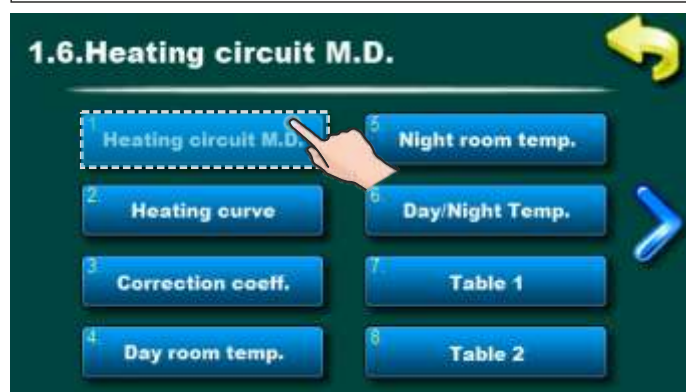 1.6.Heating circuit M.D.
1. Heating circuit M.D.
2. Heating curve
3. Correction coeff.
4. Day room temp.
5. Night room temp.
6. Day/Night Temp.
7. Table 1
8. Table 2